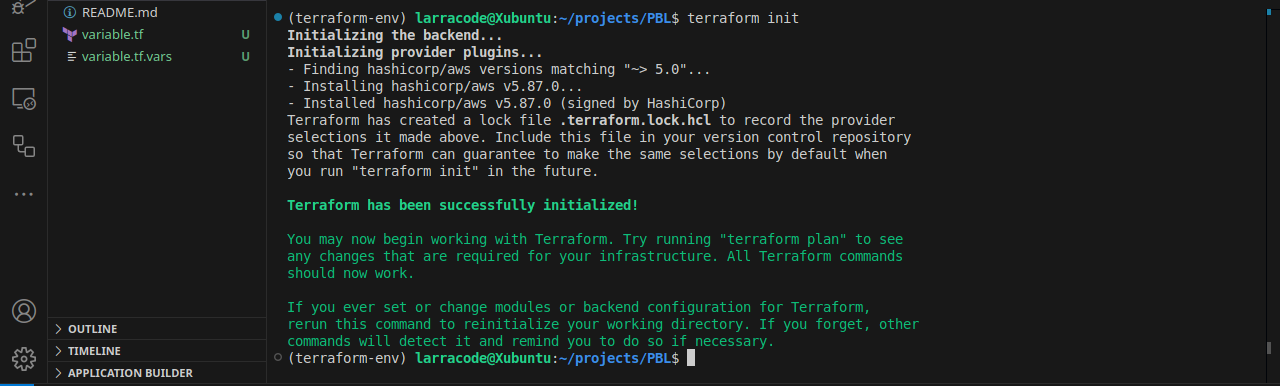 README.md
variable.tf U
variable.tf.vars U
OUTLINE
TIMELINE
APPLICATION BUILDER
(terraform-env) larracode@Xubuntu:~/projects/PBL$ terraform init
Initializing the backend...
Initializing provider plugins...
- Finding hashicorp/aws versions matching "~> 5.0"...
- Installing hashicorp/aws v5.87.0...
- Installed hashicorp/aws v5.87.0 (signed by HashiCorp)
Terraform has created a lock file .terraform.lock.hcl to record the provider
selections it made above. Include this file in your version control repository
so that Terraform can guarantee to make the same selections by default when
you run "terraform init" in the future.
Terraform has been successfully initialized!
You may now begin working with Terraform. Try running "terraform plan" to see
any changes that are required for your infrastructure. All Terraform commands
should now work.
If you ever set or change modules or backend configuration for Terraform,
rerun this command to reinitialize your working directory. If you forget, other
commands will detect it and remind you to do so if necessary.
(terraform-env) larracode@Xubuntu:~/projects/PBL$